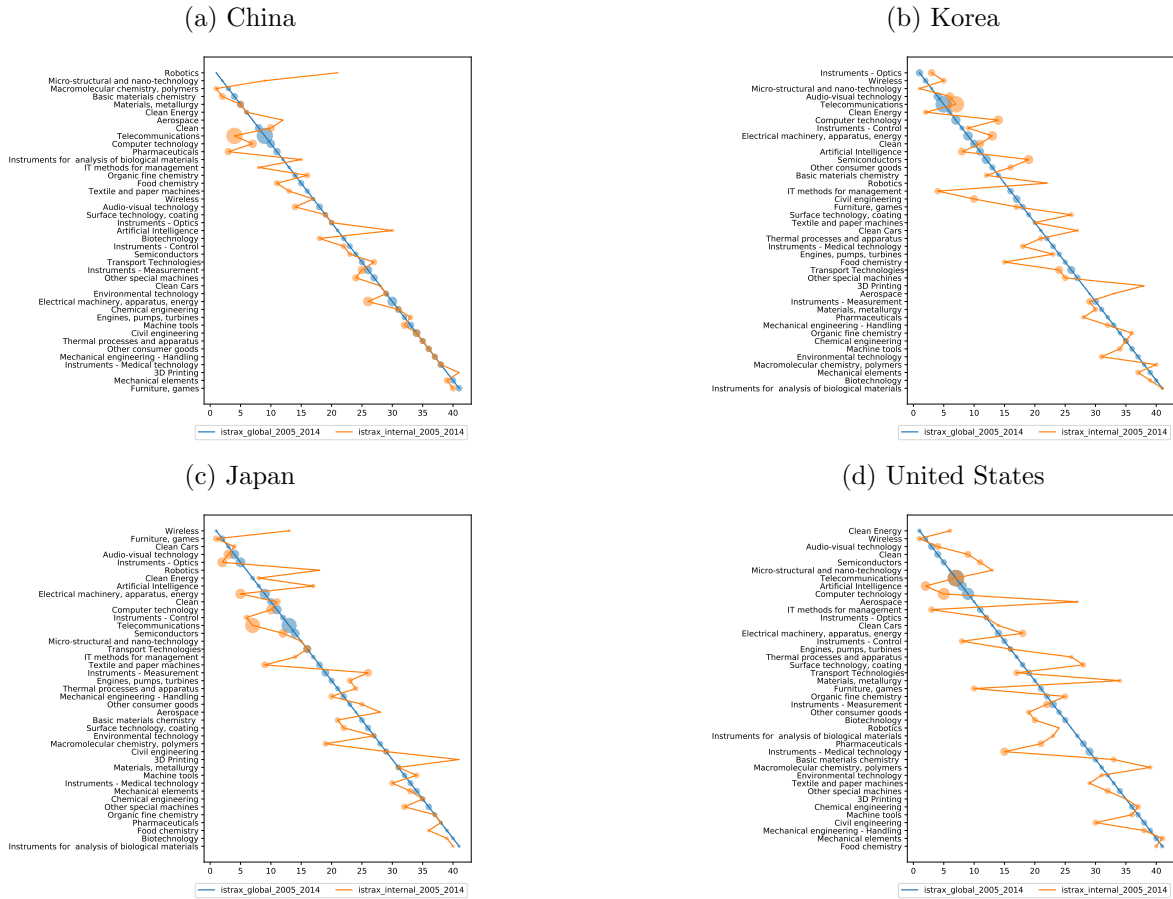 (a) China
Robotics
Micro-structural and nano-technology
Macromolecular chemistry, polymers
Basic materials chemistry
Materials, metallurgy
Clean Energy
Aerospace
Clean
Telecommunications
Computer technology
Pharmaceuticals
Instruments for analysis of biological materials
IT methods for management
Organic fine chemistry
Food chemistry
Textile and paper machines
Wireless
Audio-visual technology
Surface technology, coating
Instruments - Optics
Artificial Intelligence
Biotechnology
Instruments - Control
Semiconductors
Transport Technologies
Instruments - Measurement
Other special machines
Clean Cars
Environmental technology
Electrical machinery, apparatus, energy
Chemical engineering
Engines, pumps, turbines
Machine tools
Civil engineering
Thermal processes and apparatus
Other consumer goods
Mechanical engineering - Handling
Instruments - Medical technology
3D Printing
Mechanical elements
Furniture, games
0 5 10 15 20 25 30 35 40
istrax_global_2005_2014 istrax_internal_2005_2014
(b) Korea
Instruments - Optics
Wireless
Micro-structural and nano-technology
Audio-visual technology
Telecommunications
Clean Energy
Computer technology
Instruments - Control
Electrical machinery, apparatus, energy
Clean
Artificial Intelligence
Semiconductors
Other consumer goods
Basic materials chemistry
Robotics
IT methods for management
Civil engineering
Furniture, games
Surface technology, coating
Textile and paper machines
Clean Cars
Thermal processes and apparatus
Instruments - Medical technology
Engines, pumps, turbines
Food chemistry
Transport Technologies
Other special machines
3D Printing
Aerospace
Instruments - Measurement
Materials, metallurgy
Pharmaceuticals
Mechanical engineering - Handling
Organic fine chemistry
Chemical engineering
Machine tools
Environmental technology
Macromolecular chemistry, polymers
Mechanical elements
Biotechnology
Instruments for analysis of biological materials
0 5 10 15 20 25 30 35 40
istrax_global_2005_2014 istrax_internal_2005_2014
(c) Japan
Wireless
Furniture, games
Clean Cars
Audio-visual technology
Instruments - Optics
Robotics
Clean Energy
Artificial Intelligence
Electrical machinery, apparatus, energy
Clean
Computer technology
Instruments - Control
Telecommunications
Semiconductors
Micro-structural and nano-technology
Transport Technologies
IT methods for management
Textile and paper machines
Instruments - Measurement
Engines, pumps, turbines
Thermal processes and apparatus
Mechanical engineering - Handling
Other consumer goods
Aerospace
Basic materials chemistry
Surface technology, coating
Environmental technology
Macromolecular chemistry, polymers
Civil engineering
3D Printing
Materials, metallurgy
Machine tools
Instruments - Medical technology
Mechanical elements
Chemical engineering
Other special machines
Organic fine chemistry
Pharmaceuticals
Food chemistry
Biotechnology
Instruments for analysis of biological materials
0 5 10 15 20 25 30 35 40
istrax_global_2005_2014 istrax_internal_2005_2014
(d) United States
Clean Energy
Wireless
Audio-visual technology
Clean
Semiconductors
Micro-structural and nano-technology
Telecommunications
Artificial Intelligence
Computer technology
Aerospace
IT methods for management
Instruments - Optics
Clean Cars
Electrical machinery, apparatus, energy
Instruments - Control
Engines, pumps, turbines
Thermal processes and apparatus
Surface technology, coating
Transport Technologies
Materials, metallurgy
Furniture, games
Organic fine chemistry
Instruments - Measurement
Other consumer goods
Biotechnology
Robotics
Instruments for analysis of biological materials
Pharmaceuticals
Instruments - Medical technology
Basic materials chemistry
Macromolecular chemistry, polymers
Environmental technology
Textile and paper machines
Other special machines
3D Printing
Chemical engineering
Machine tools
Civil engineering
Mechanical engineering - Handling
Mechanical elements
Food chemistry
0 5 10 15 20 25 30 35 40
istrax_global_2005_2014 istrax_internal_2005_2014